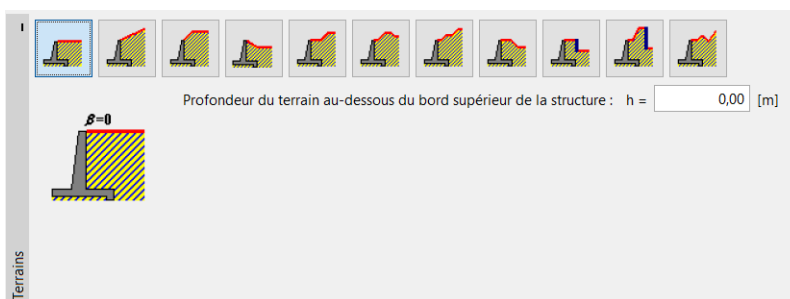 Profondeur du terrain au-dessous du bord supérieur de la structure : h = 0,00 [m]
β=0
Terrains